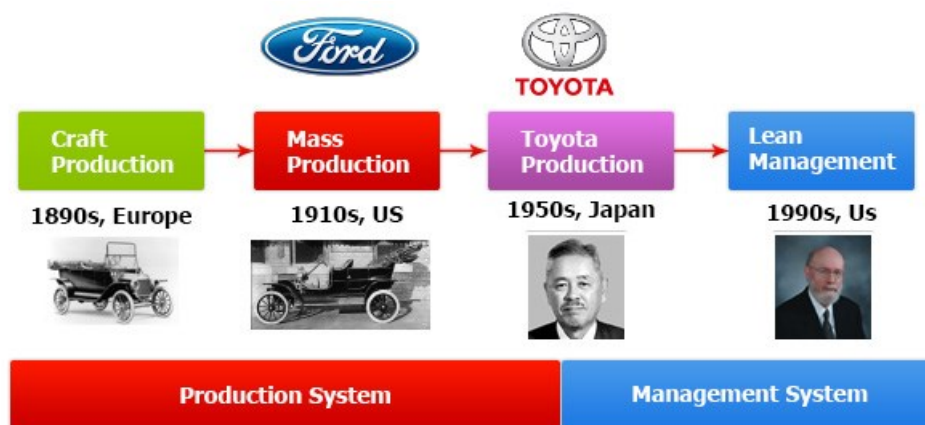 Ford
TOYOTA
Craft
Production
Mass
Production
Toyota
Production
Lean
Management
1890s, Europe
1910s, US
1950s, Japan
1990s, Us
Production System
Management System